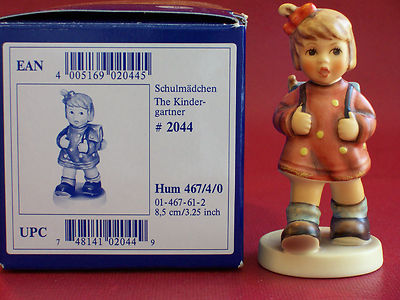 EAN
4 005169 020445
Schulmädchen
The Kinder-
gartner
# 2044
Hum 467/4/0
01-467-61-2
8,5 cm/3.25 inch
UPC
7 48141 02044 9